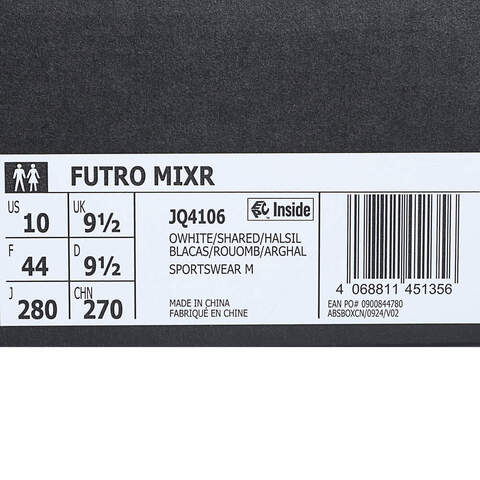 FUTRO MIXR
US 10 UK 9½
F 44 D 9½
J 280 CHN 270
JQ4106 Inside
OWHITE/SHARED/HALSIL
BLACAS/ROUOMB/ARGHAL
SPORTSWEAR M
MADE IN CHINA
FABRIQUÉ EN CHINE
4 068811 451356
EAN PO# 0900844780
ABSBOXCN/0924/V02